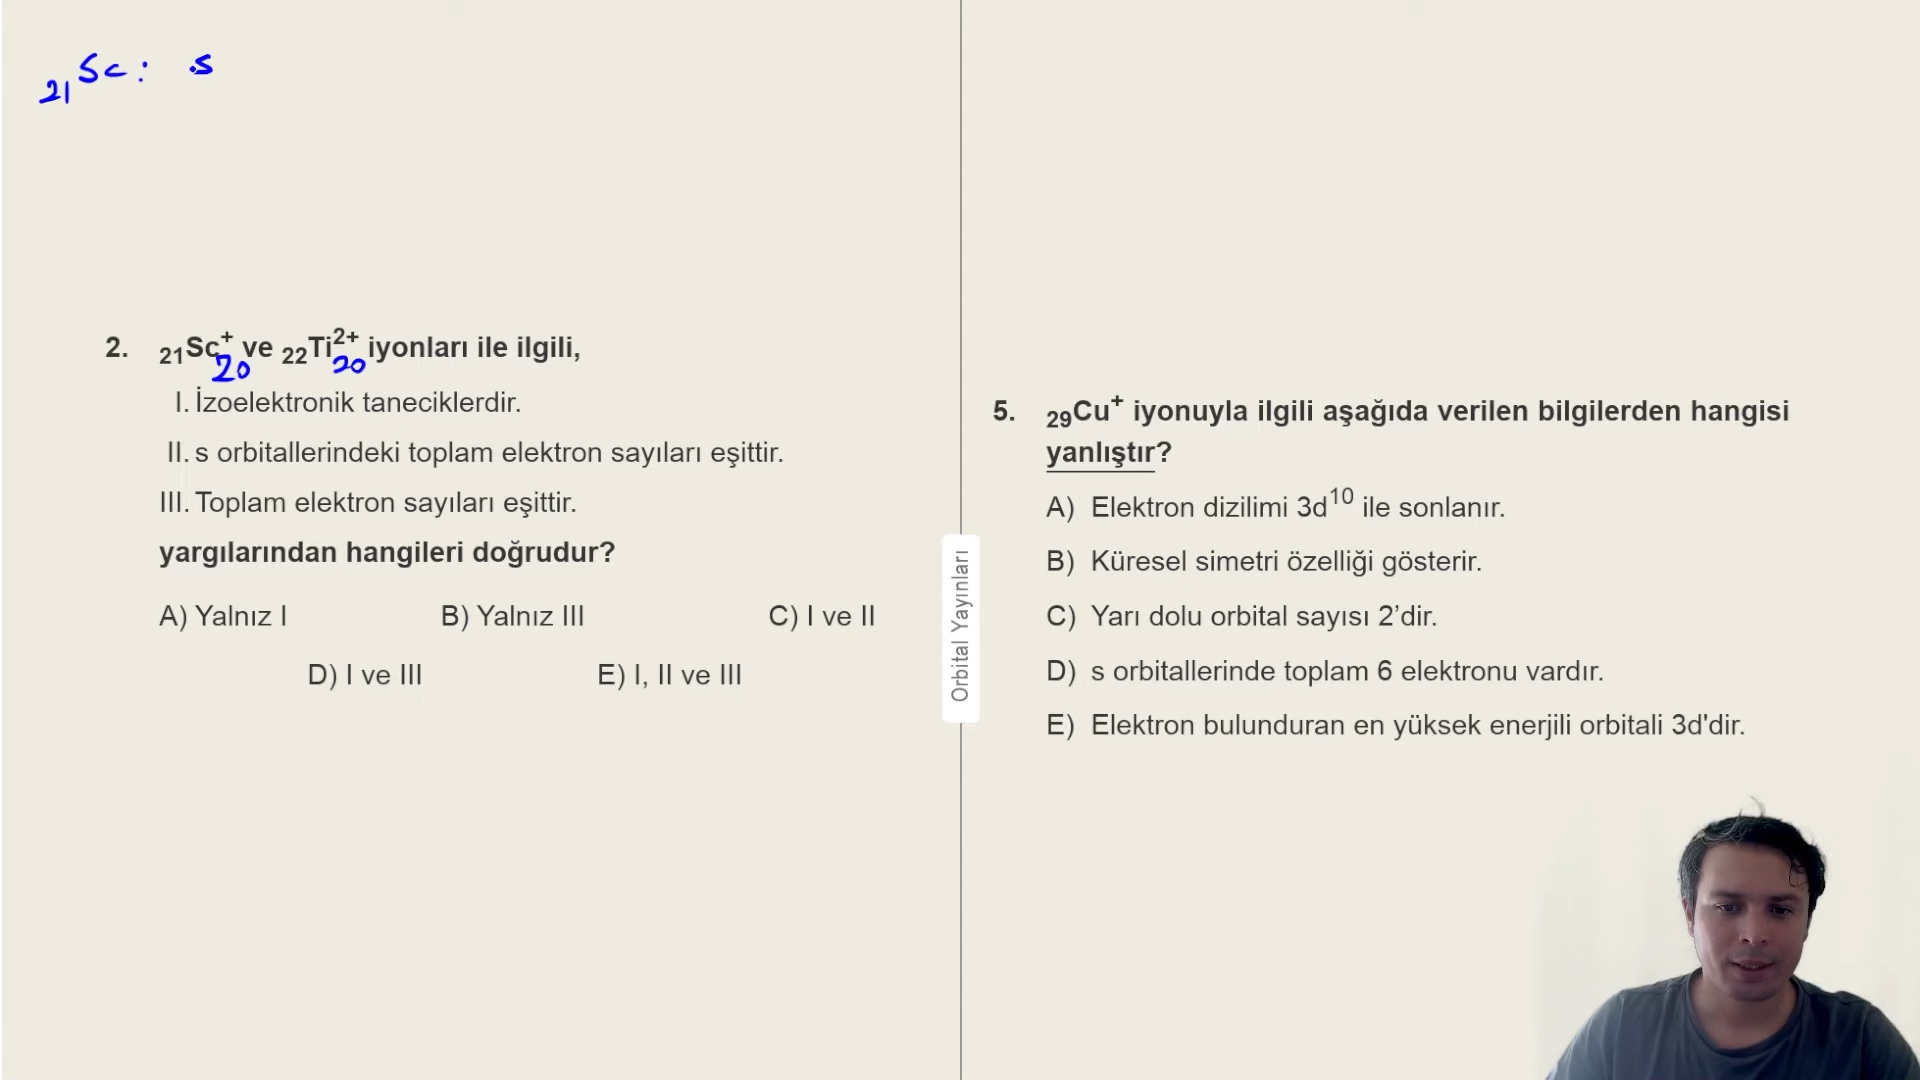 ₂₁Sc: s
2. ₂₁Sc⁺ ve ₂₂Ti²⁺ iyonları ile ilgili,
20 20
I. İzoelektronik taneciklerdir.
II. s orbitallerindeki toplam elektron sayıları eşittir.
III. Toplam elektron sayıları eşittir.
yargılarından hangileri doğrudur?
A) Yalnız I B) Yalnız III C) I ve II
D) I ve III E) I, II ve III
Orbital Yayınları
5. ₂₉Cu⁺ iyonuyla ilgili aşağıda verilen bilgilerden hangisi
yanlıştır?
A) Elektron dizilimi 3d¹⁰ ile sonlanır.
B) Küresel simetri özelliği gösterir.
C) Yarı dolu orbital sayısı 2’dir.
D) s orbitallerinde toplam 6 elektronu vardır.
E) Elektron bulunduran en yüksek enerjili orbitali 3d'dir.